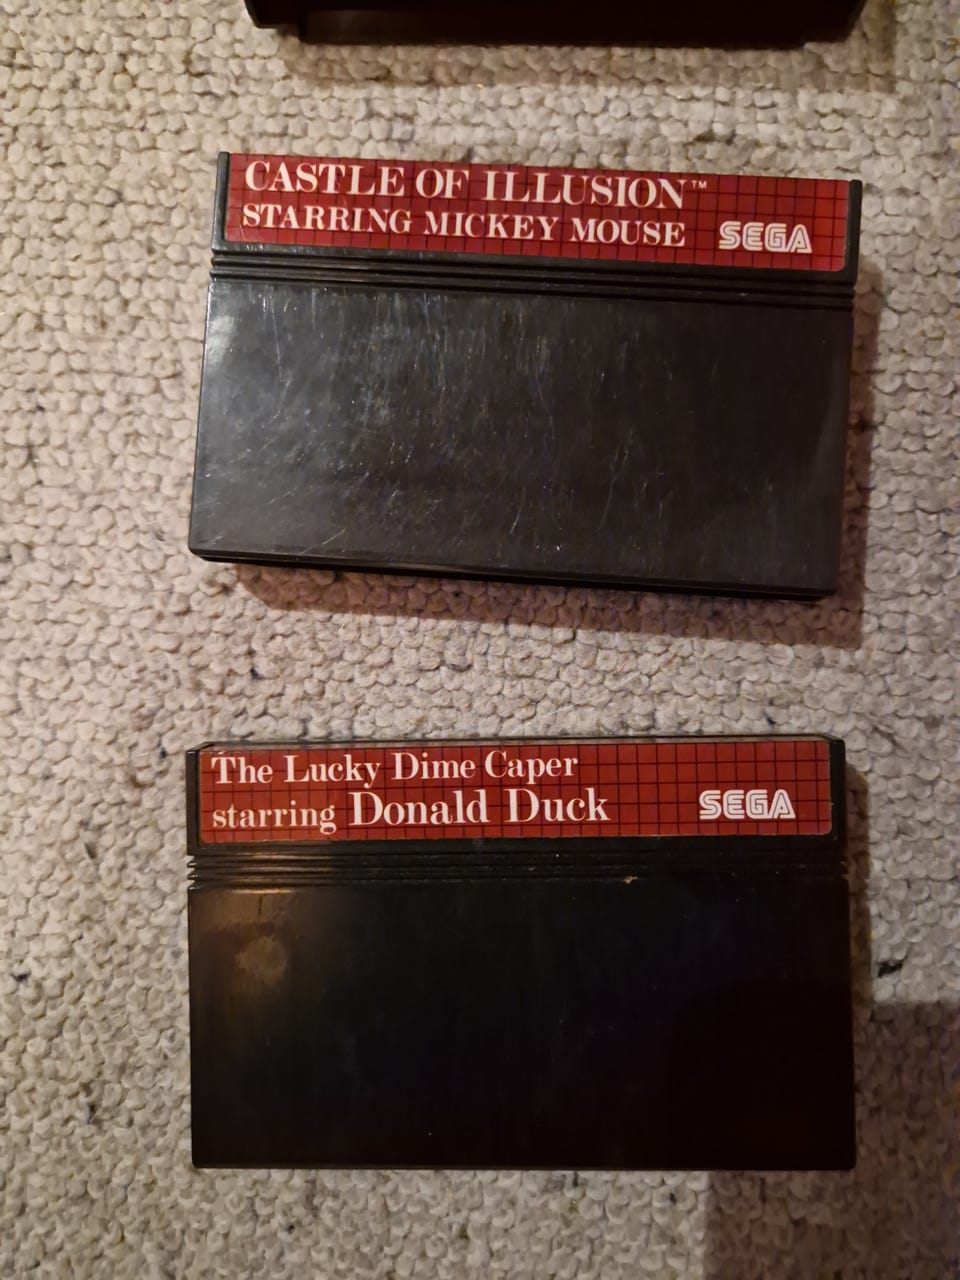 CASTLE OF ILLUSION™
STARRING MICKEY MOUSE
SEGA
The Lucky Dime Caper
starring Donald Duck
SEGA